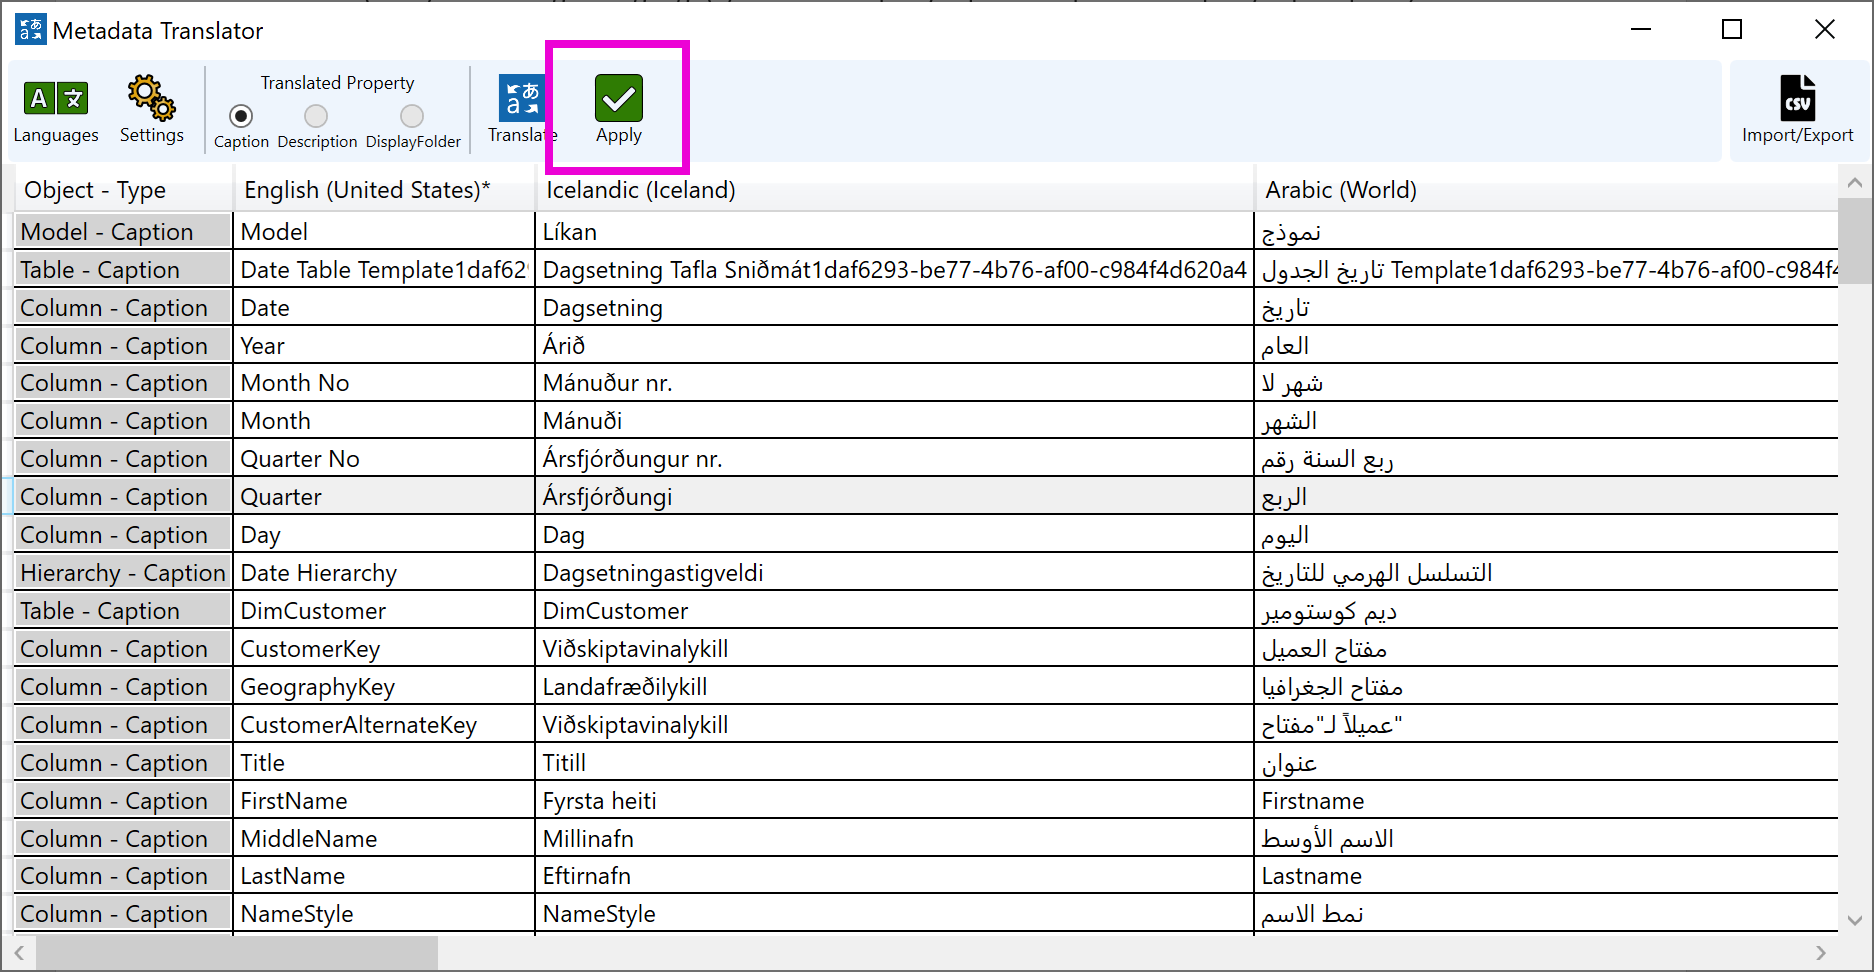 Metadata Translator
Languages
Settings
Translated Property
Caption Description DisplayFolder
Translate
Apply
CSV
Import/Export
Object - Type English (United States)* Icelandic (Iceland) Arabic (World)
Model - Caption Model Líkan نموذج
Table - Caption Date Table Template1daf62 Dagsetning Tafla Sniðmát1daf6293-be77-4b76-af00-c984f4d620a4 تاريخ الجدول Template1daf6293-be77-4b76-af00-c984f4
Column - Caption Date Dagsetning تاريخ
Column - Caption Year Árið العام
Column - Caption Month No Mánuður nr. شهر لا
Column - Caption Month Mánuði الشهر
Column - Caption Quarter No Ársfjórðungur nr. ربع السنة رقم
Column - Caption Quarter Ársfjórðungi الربع
Column - Caption Day Dag اليوم
Hierarchy - Caption Date Hierarchy Dagsetningastigveldi التسلسل الهرمي للتاريخ
Table - Caption DimCustomer DimCustomer ديم كوستومير
Column - Caption CustomerKey Viðskiptavinalykill مفتاح العميل
Column - Caption GeographyKey Landafræðilykill مفتاح الجغرافيا
Column - Caption CustomerAlternateKey Viðskiptavinalykill "عميلاً لـ"مفتاح
Column - Caption Title Titill عنوان
Column - Caption FirstName Fyrsta heiti Firstname
Column - Caption MiddleName Millinafn الاسم الأوسط
Column - Caption LastName Eftirnafn Lastname
Column - Caption NameStyle NameStyle نمط الاسم